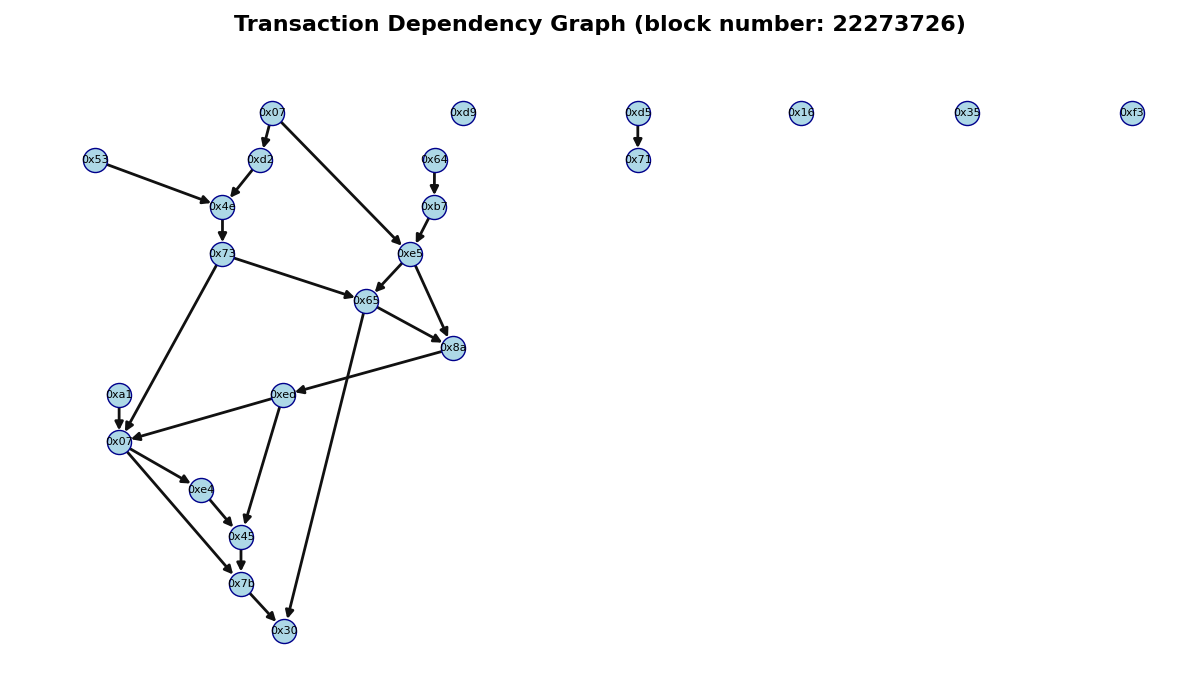 Transaction Dependency Graph (block number: 22273726)
0x07
0xd9
0xd5
0x16
0x35
0xf3
0x53
0xd2
0x64
0x71
0x4e
0xb7
0x73
0xe5
0x65
0x8a
0xa1
0x07
0xe4
0x45
0x7b
0x30